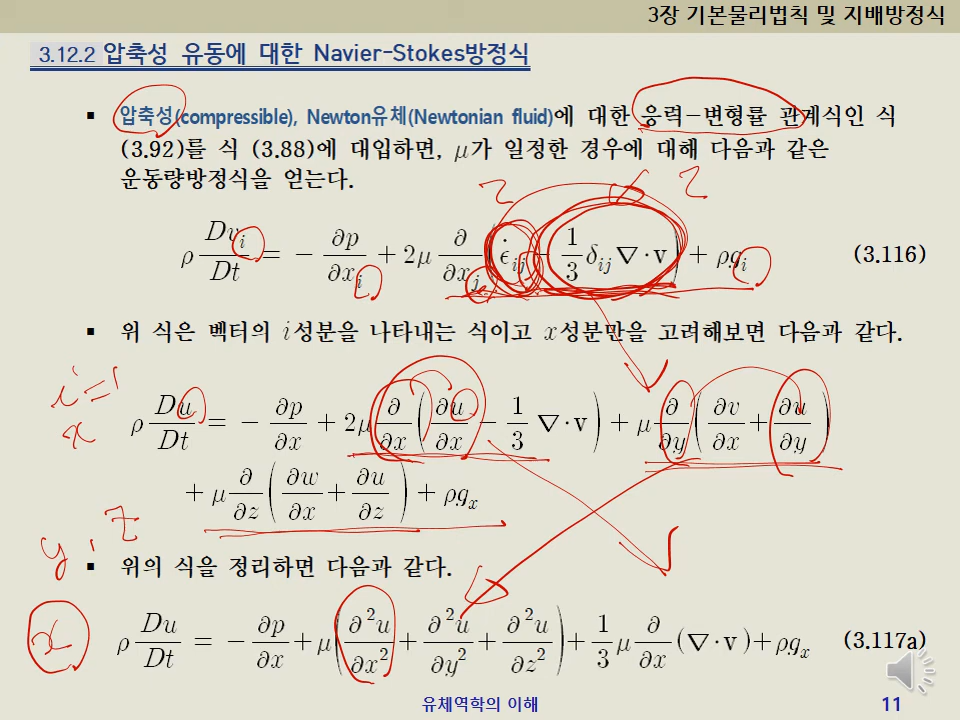 3장 기본물리법칙 및 지배방정식
3.12.2 압축성 유동에 대한 Navier-Stokes방정식
▪ 압축성(compressible), Newton유체(Newtonian fluid)에 대한 응력-변형률 관계식인 식
(3.92)를 식 (3.88)에 대입하면, μ가 일정한 경우에 대해 다음과 같은
운동량방정식을 얻는다.
2 2
ρ Dv_i/Dt = − ∂p/∂x_i + 2μ ∂/∂x_j (ε̇_ij − 1/3 δ_ij ∇·v) + ρg_i (3.116)
▪ 위 식은 벡터의 i성분을 나타내는 식이고 x성분만을 고려해보면 다음과 같다.
i=1
x
ρ Du/Dt = − ∂p/∂x + 2μ ∂/∂x (∂u/∂x − 1/3 ∇·v) + μ ∂/∂y (∂v/∂x + ∂u/∂y)
+ μ ∂/∂z (∂w/∂x + ∂u/∂z) + ρg_x
y, z
▪ 위의 식을 정리하면 다음과 같다.
x
ρ Du/Dt = − ∂p/∂x + μ(∂²u/∂x² + ∂²u/∂y² + ∂²u/∂z²) + 1/3 μ ∂/∂x (∇·v) + ρg_x (3.117a)
유체역학의 이해
11